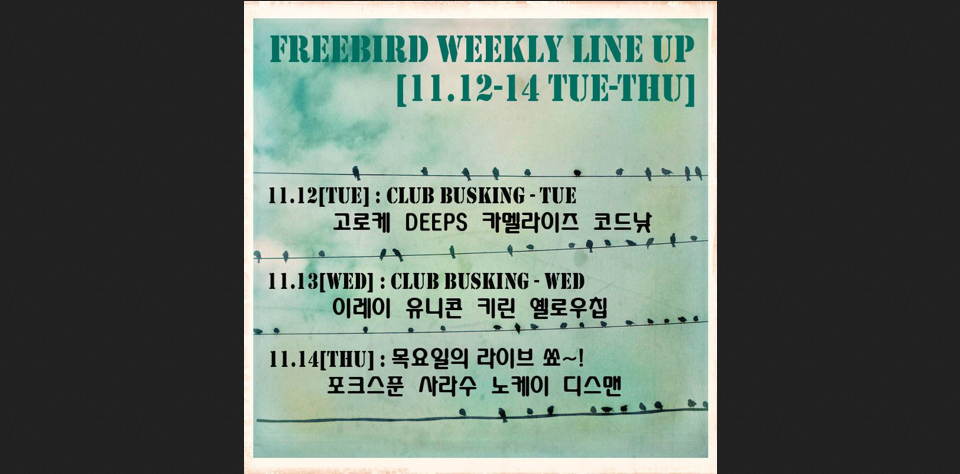 FREEBIRD WEEKLY LINE UP
[11.12-14 TUE-THU]
11.12[TUE] : CLUB BUSKING - TUE
고로케 DEEPS 카멜라이즈 코드낯
11.13[WED] : CLUB BUSKING - WED
이레이 유니콘 키린 옐로우칩
11.14[THU] : 목요일의 라이브 쑈~!
포크스푼 사라수 노케이 디스맨